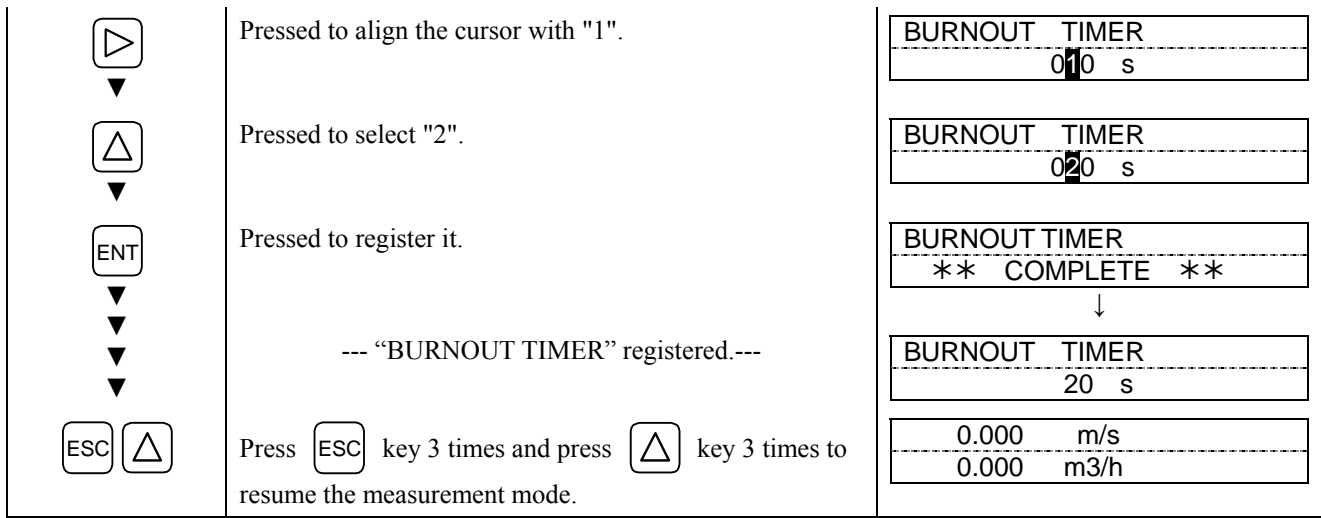 Pressed to align the cursor with "1".
BURNOUT TIMER
010 s
Pressed to select "2".
BURNOUT TIMER
020 s
ENT
Pressed to register it.
BURNOUT TIMER
** COMPLETE **
↓
--- “BURNOUT TIMER” registered.---
BURNOUT TIMER
20 s
ESC
Press ESC key 3 times and press △ key 3 times to
resume the measurement mode.
0.000 m/s
0.000 m3/h